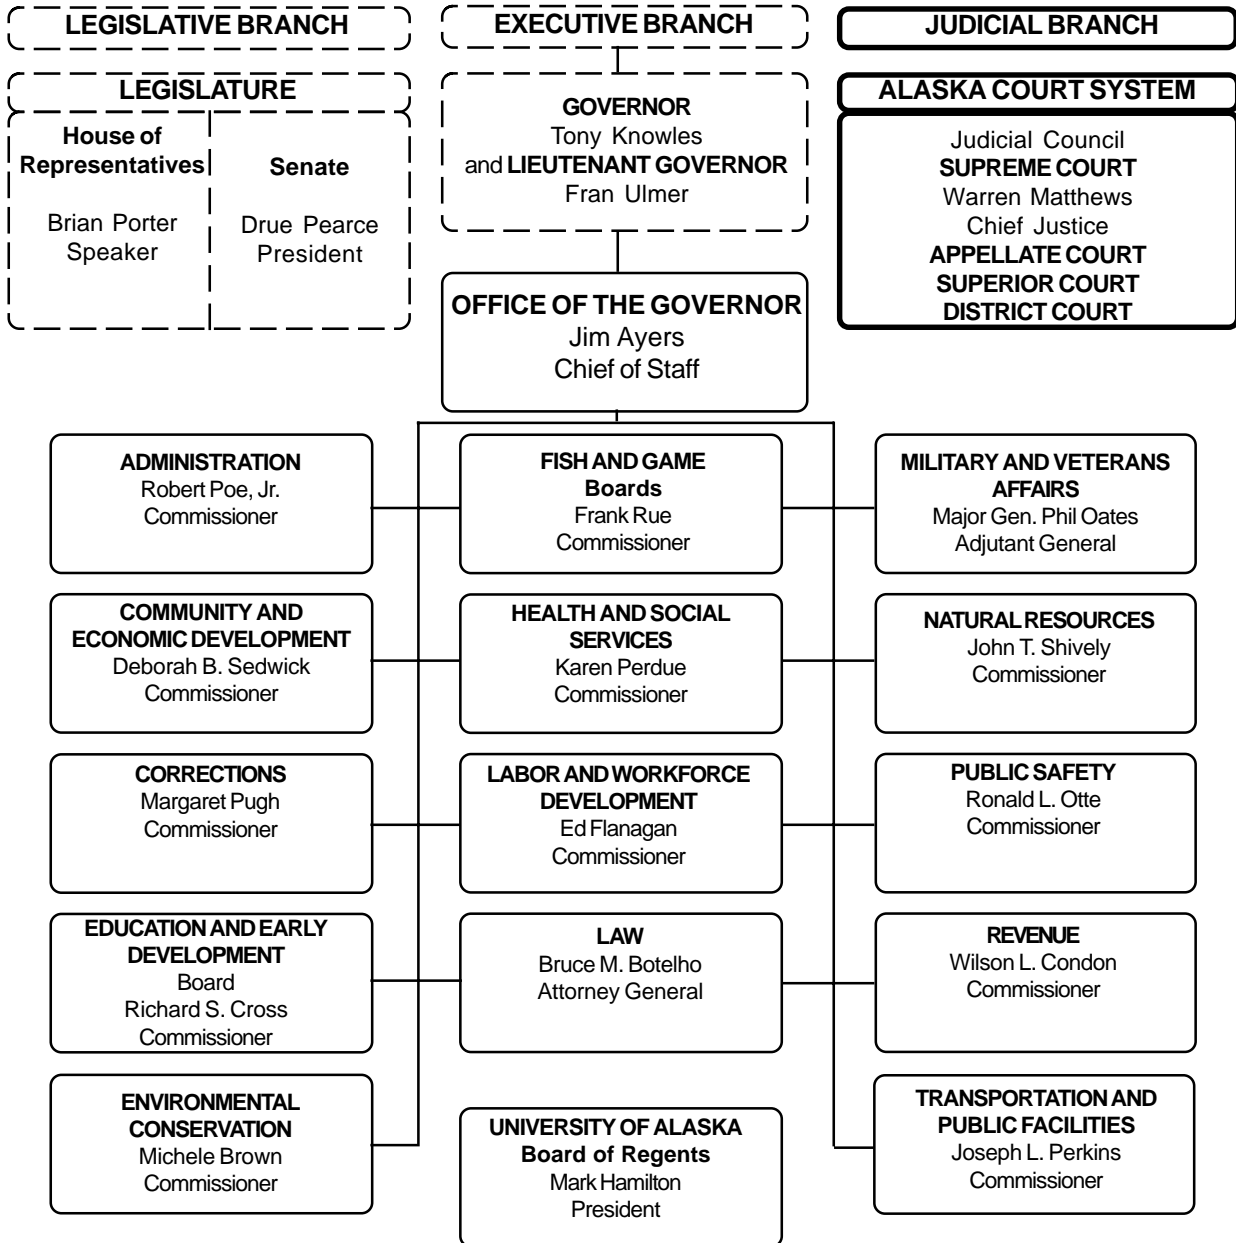 LEGISLATIVE BRANCH
LEGISLATURE
House of
Representatives
Brian Porter
Speaker
Senate
Drue Pearce
President
EXECUTIVE BRANCH
GOVERNOR
Tony Knowles
and LIEUTENANT GOVERNOR
Fran Ulmer
JUDICIAL BRANCH
ALASKA COURT SYSTEM
Judicial Council
SUPREME COURT
Warren Matthews
Chief Justice
APPELLATE COURT
SUPERIOR COURT
DISTRICT COURT
OFFICE OF THE GOVERNOR
Jim Ayers
Chief of Staff
ADMINISTRATION
Robert Poe, Jr.
Commissioner
FISH AND GAME
Boards
Frank Rue
Commissioner
MILITARY AND VETERANS
AFFAIRS
Major Gen. Phil Oates
Adjutant General
COMMUNITY AND
ECONOMIC DEVELOPMENT
Deborah B. Sedwick
Commissioner
HEALTH AND SOCIAL
SERVICES
Karen Perdue
Commissioner
NATURAL RESOURCES
John T. Shively
Commissioner
CORRECTIONS
Margaret Pugh
Commissioner
LABOR AND WORKFORCE
DEVELOPMENT
Ed Flanagan
Commissioner
PUBLIC SAFETY
Ronald L. Otte
Commissioner
EDUCATION AND EARLY
DEVELOPMENT
Board
Richard S. Cross
Commissioner
LAW
Bruce M. Botelho
Attorney General
REVENUE
Wilson L. Condon
Commissioner
ENVIRONMENTAL
CONSERVATION
Michele Brown
Commissioner
UNIVERSITY OF ALASKA
Board of Regents
Mark Hamilton
President
TRANSPORTATION AND
PUBLIC FACILITIES
Joseph L. Perkins
Commissioner